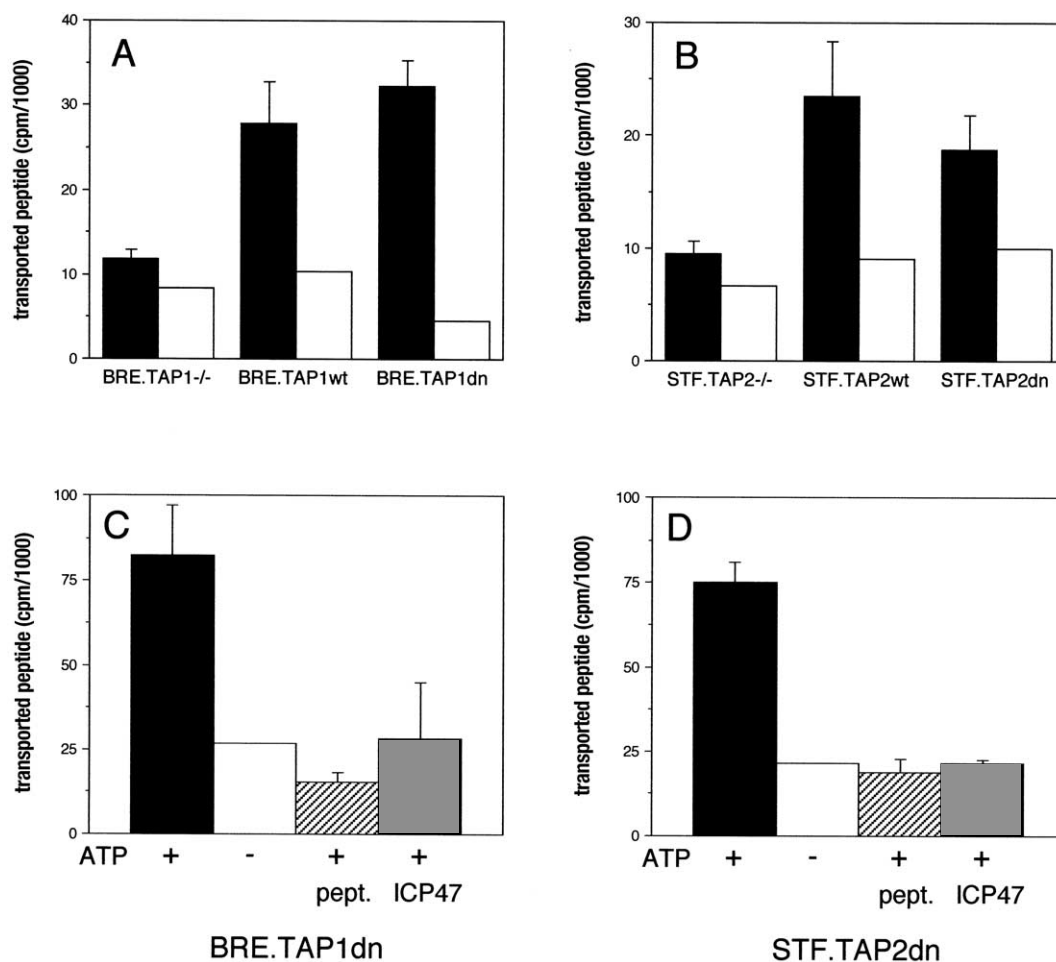 A
transported peptide (cpm/1000)
40
30
20
10
0
BRE.TAP1-/- BRE.TAP1wt BRE.TAP1dn
B
transported peptide (cpm/1000)
30
20
10
0
STF.TAP2-/- STF.TAP2wt STF.TAP2dn
C
transported peptide (cpm/1000)
100
75
50
25
0
ATP + - + +
pept. ICP47
BRE.TAP1dn
D
transported peptide (cpm/1000)
100
75
50
25
0
ATP + - + +
pept. ICP47
STF.TAP2dn